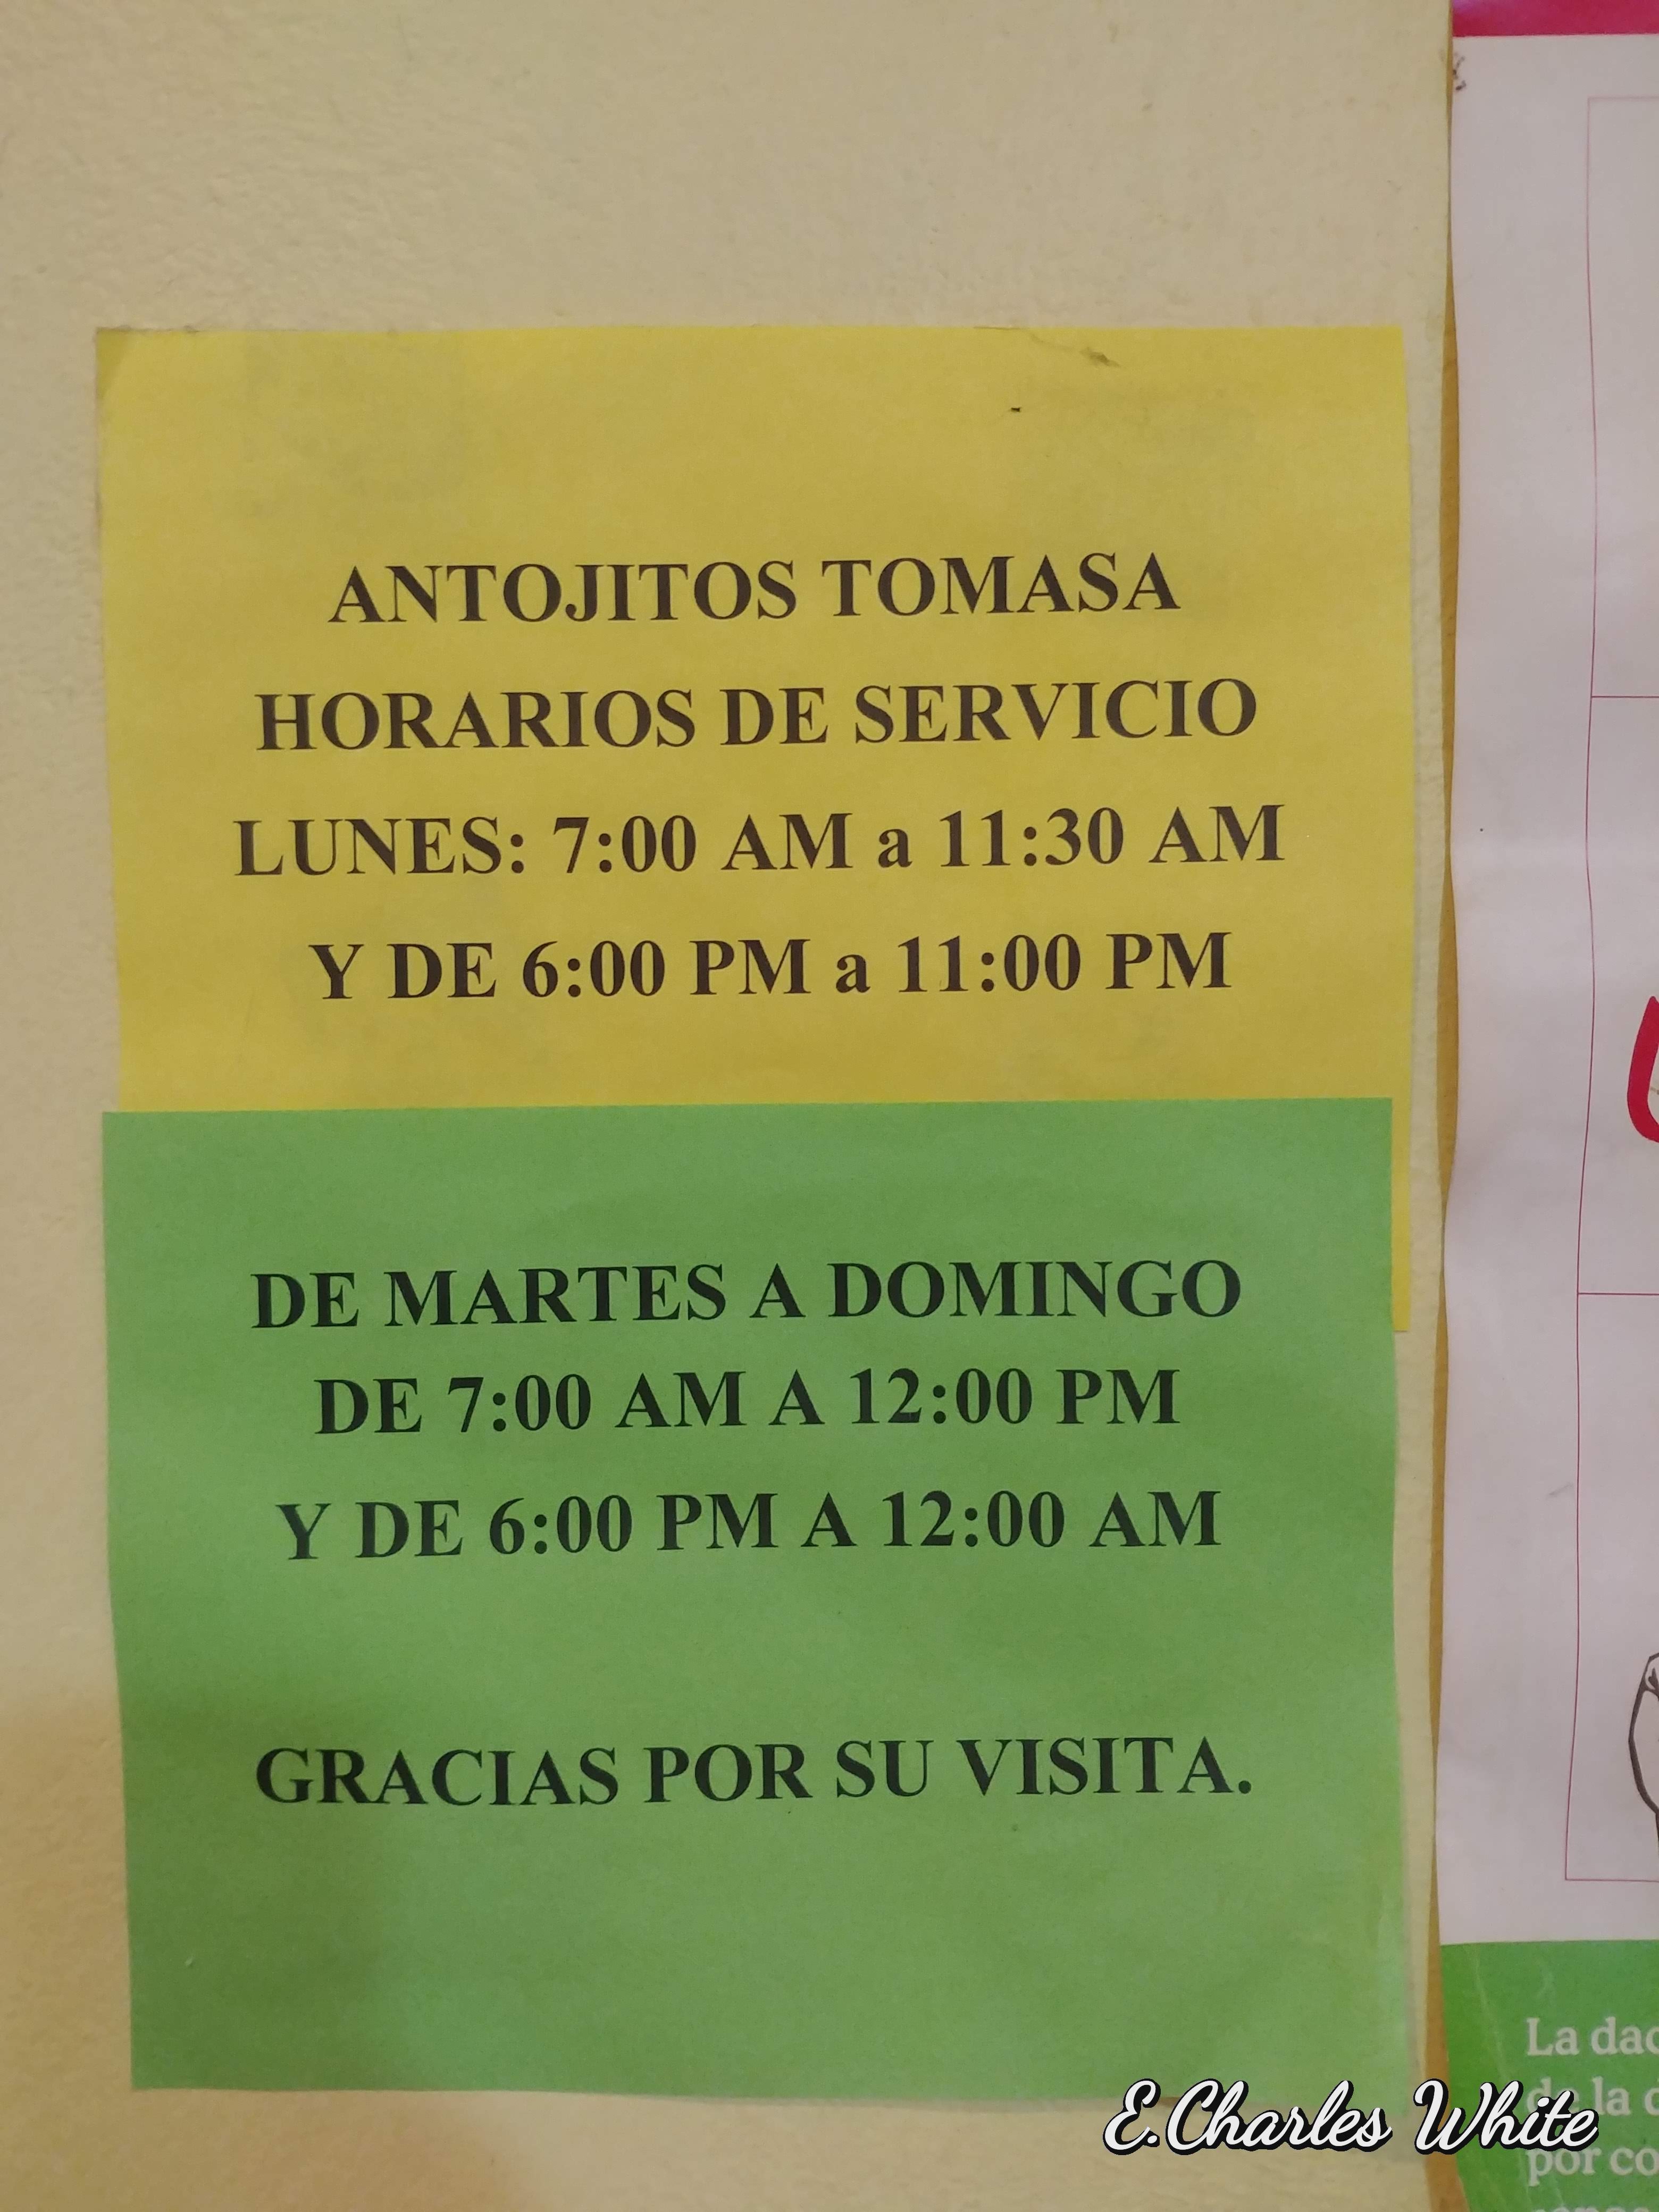 ANTOJITOS TOMASA
HORARIOS DE SERVICIO
LUNES: 7:00 AM a 11:30 AM
Y DE 6:00 PM a 11:00 PM
DE MARTES A DOMINGO
DE 7:00 AM A 12:00 PM
Y DE 6:00 PM A 12:00 AM
GRACIAS POR SU VISITA.
La
de la
por
E.Charles White